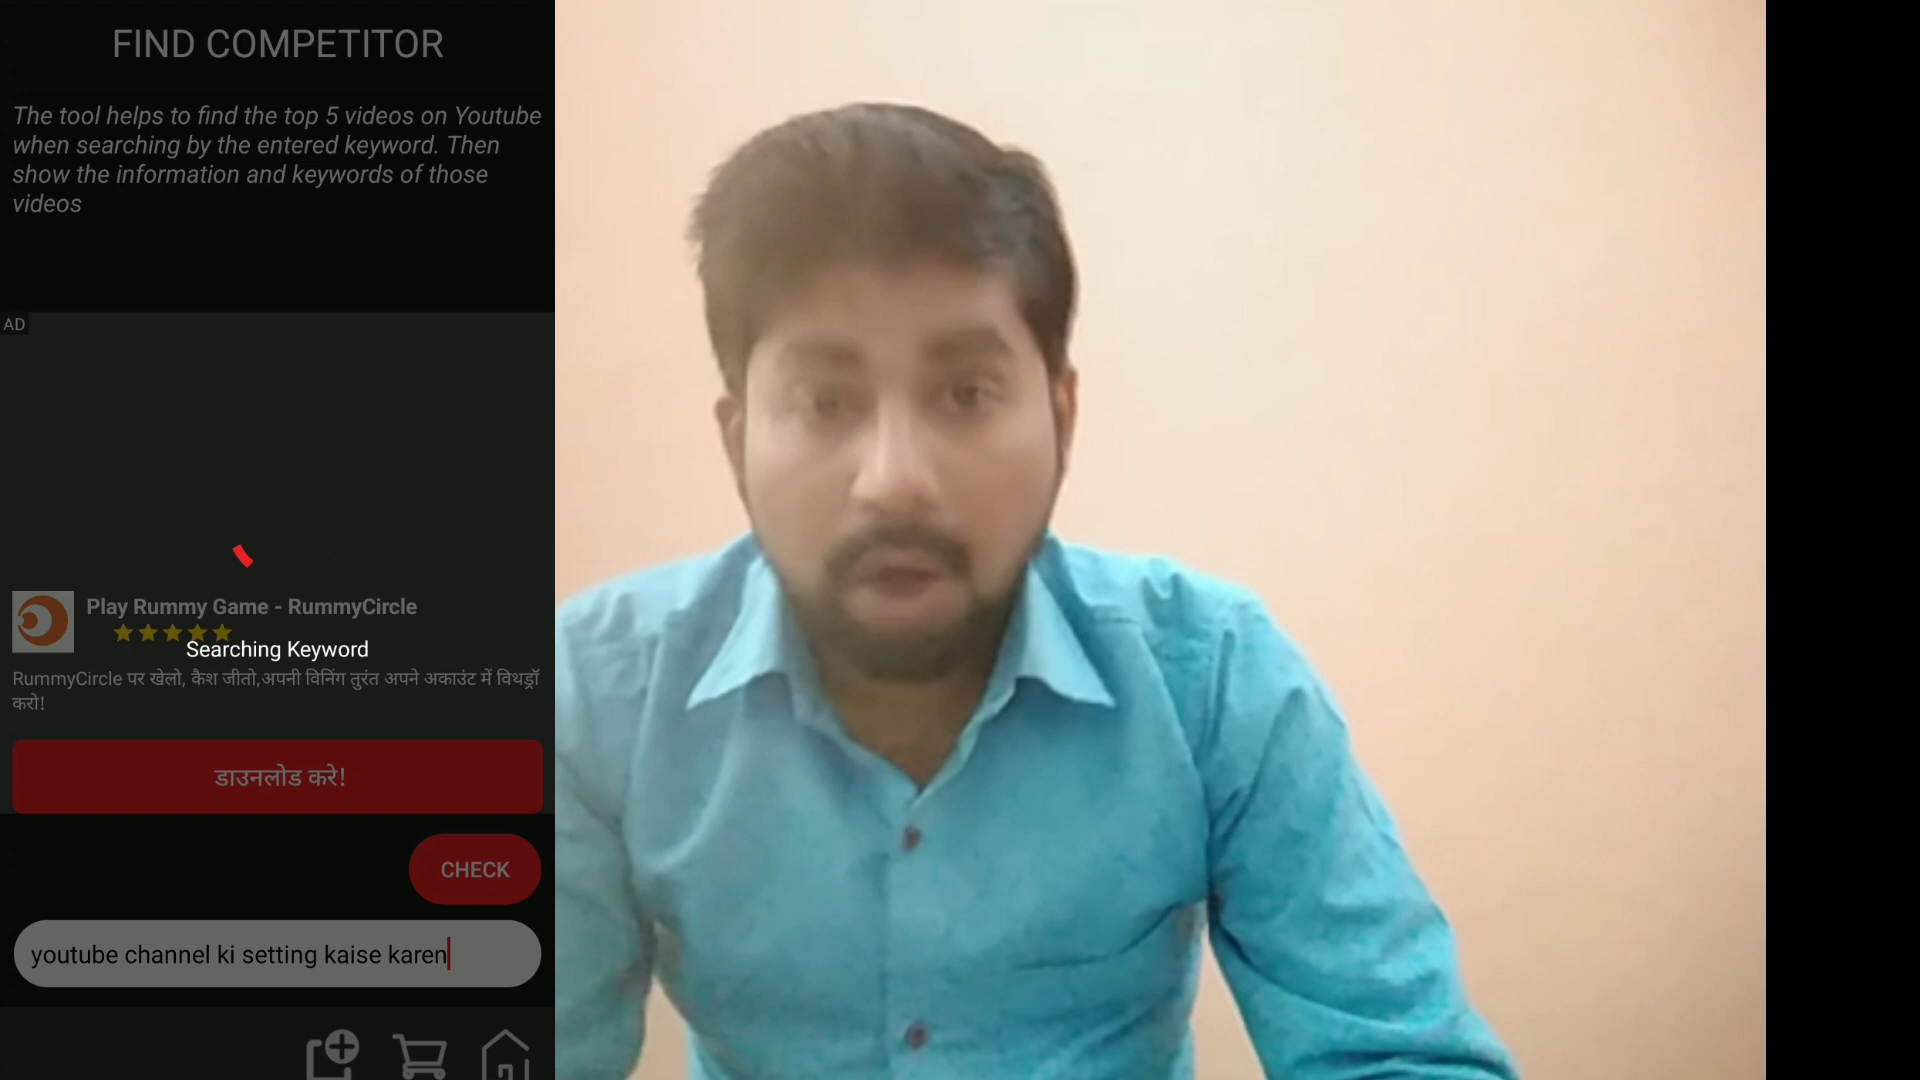 FIND COMPETITOR
The tool helps to find the top 5 videos on Youtube
when searching by the entered keyword. Then
show the information and keywords of those
videos
AD
Play Rummy Game - RummyCircle
Searching Keyword
RummyCircle पर खेलो, कैश जीतो,अपनी विनिंग तुरंत अपने अकाउंट में विथड्रॉ
करो!
डाउनलोड करे!
CHECK
youtube channel ki setting kaise karen